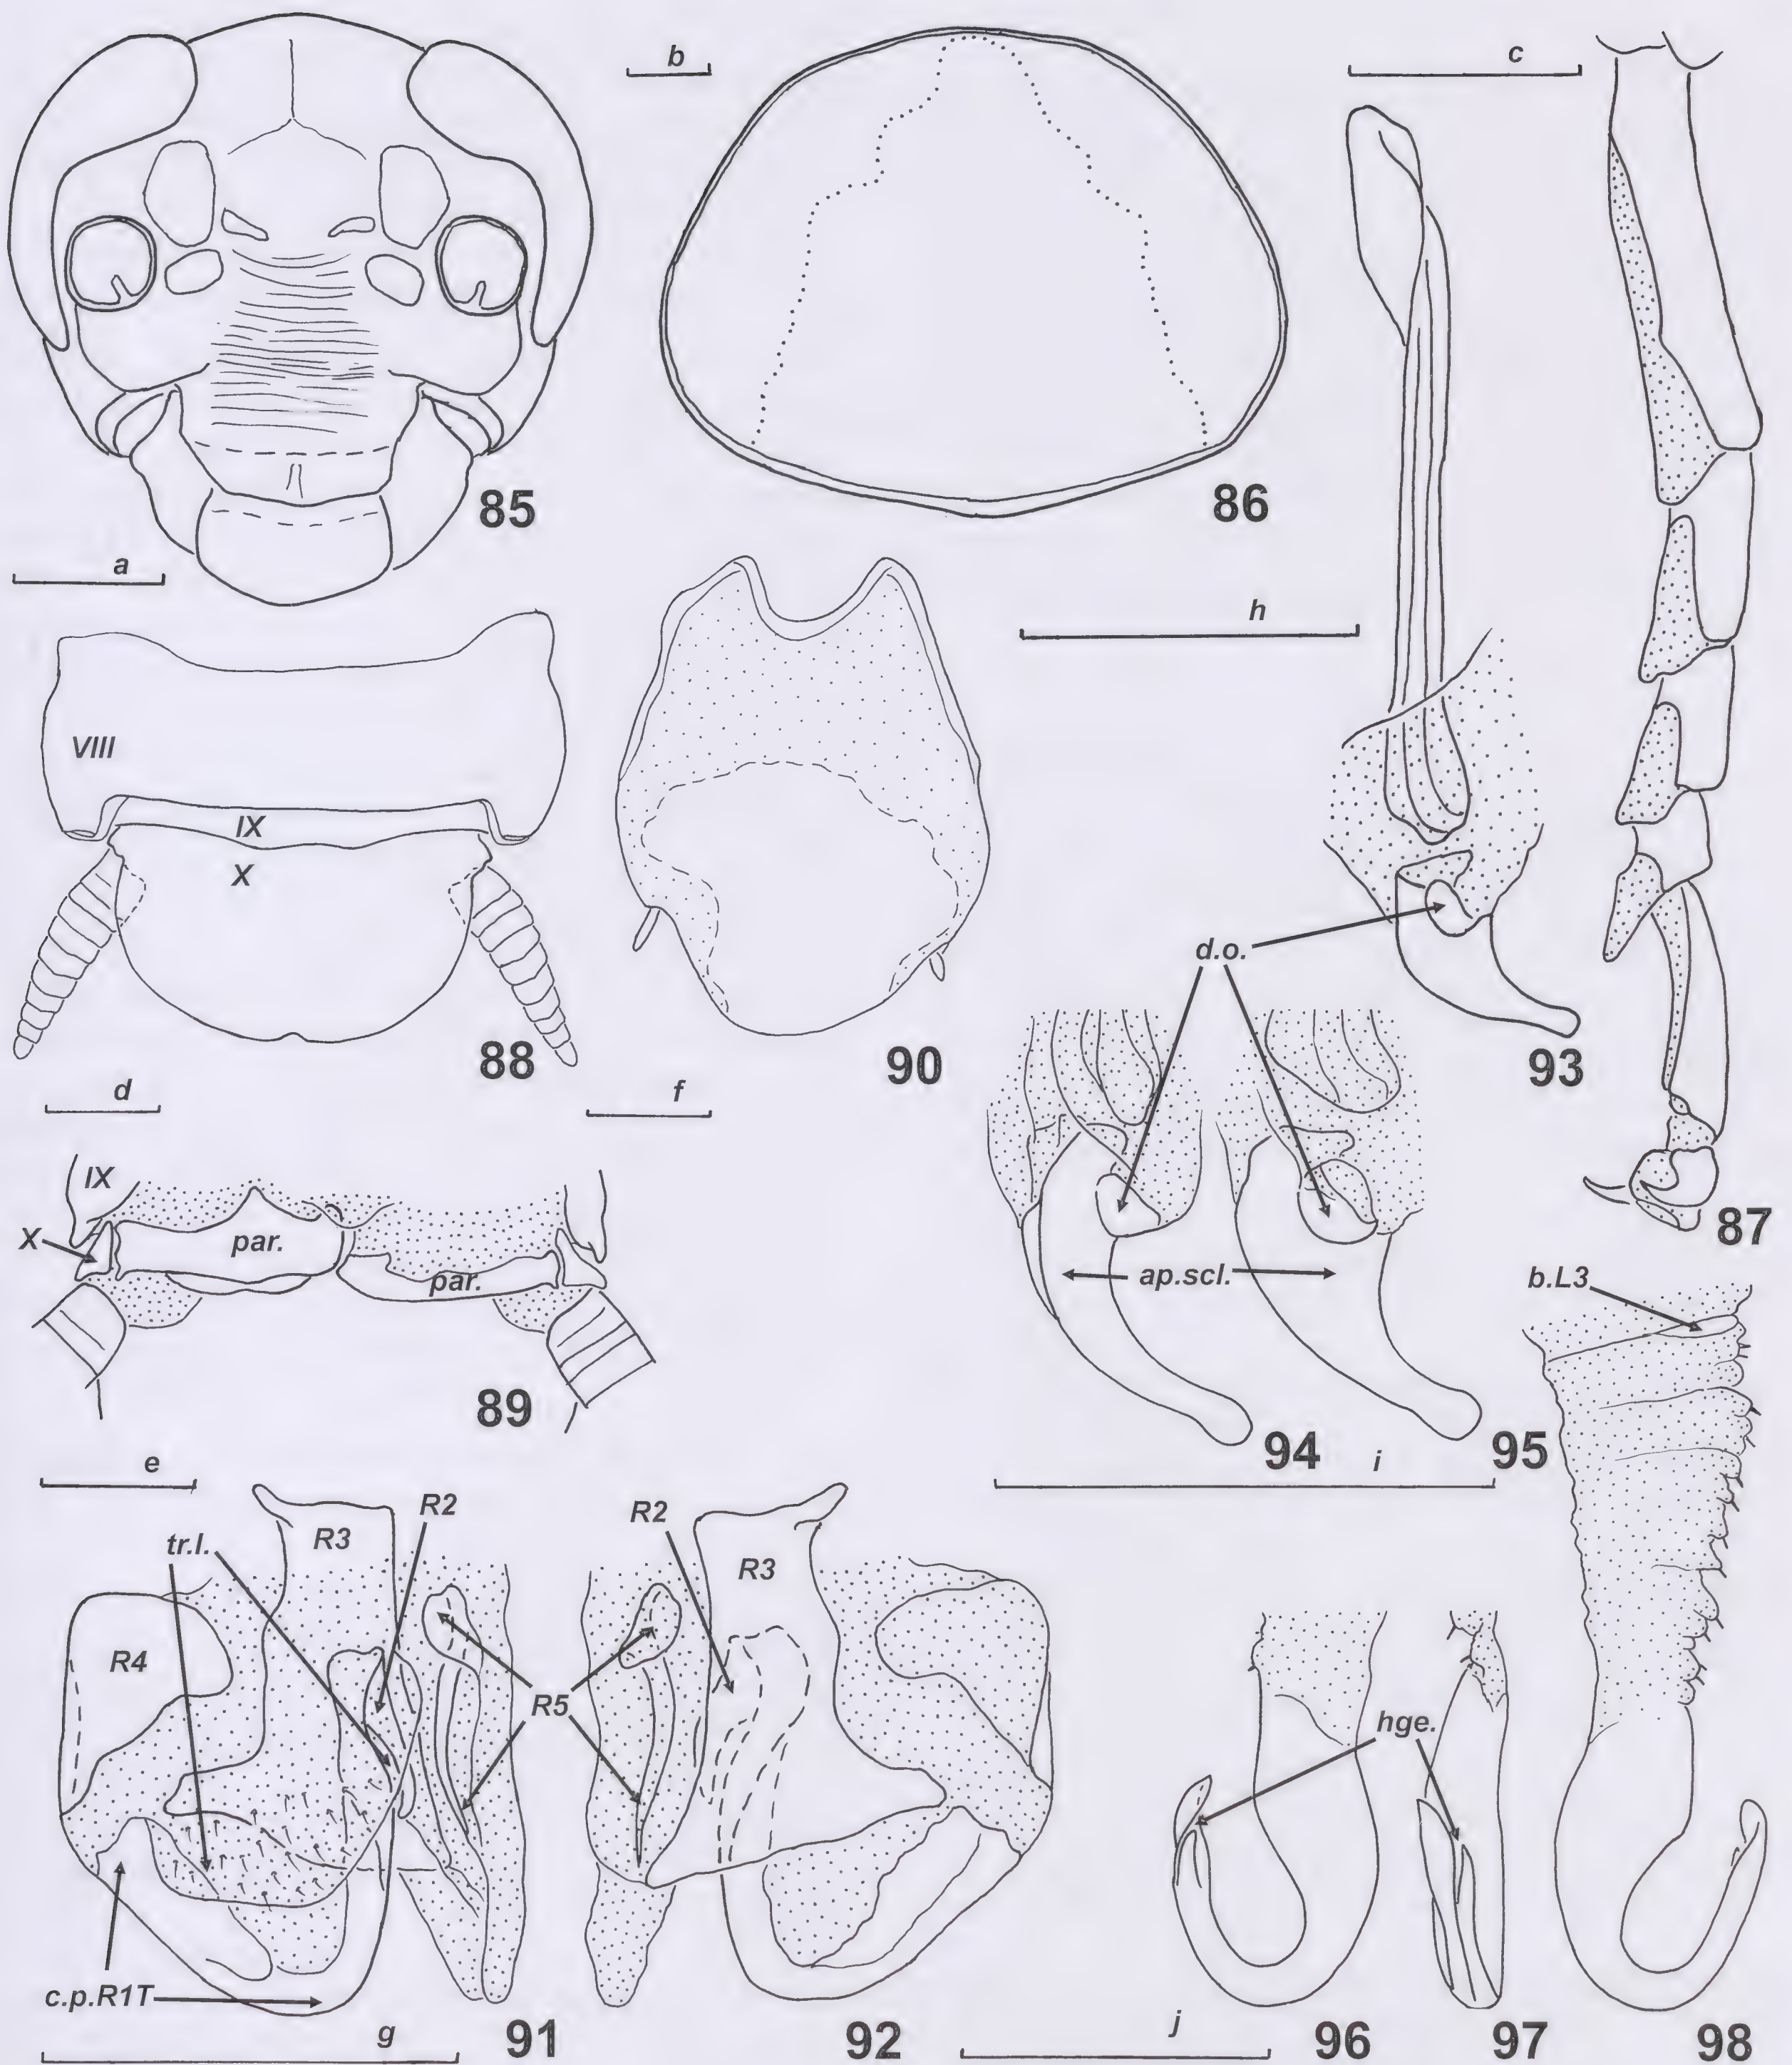 b
c
85
86
a
h
VIII
IX
X
88
90
93
d.o.
d
f
87
IX
X
par.
par.
ap.scl.
b.L3
89
94
95
e
i
R2
R2
tr.l.
R3
R3
R4
R5
hge.
c.p.R1T
g
91
92
j
96
97
98